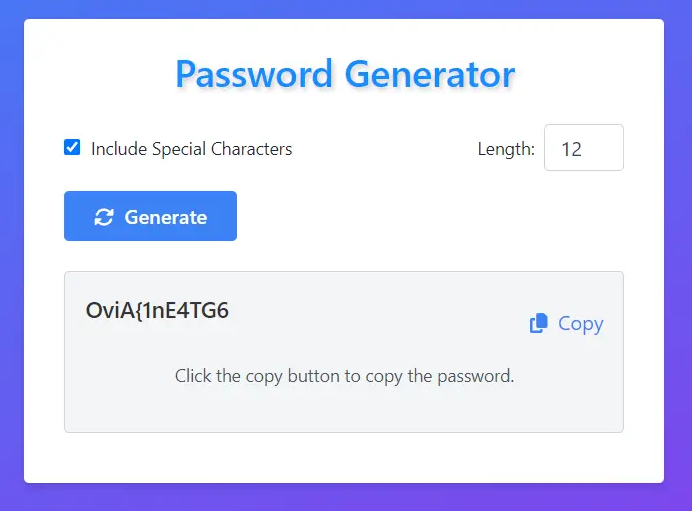 Password Generator
Include Special Characters
Length: 12
Generate
OviA{1nE4TG6
Copy
Click the copy button to copy the password.